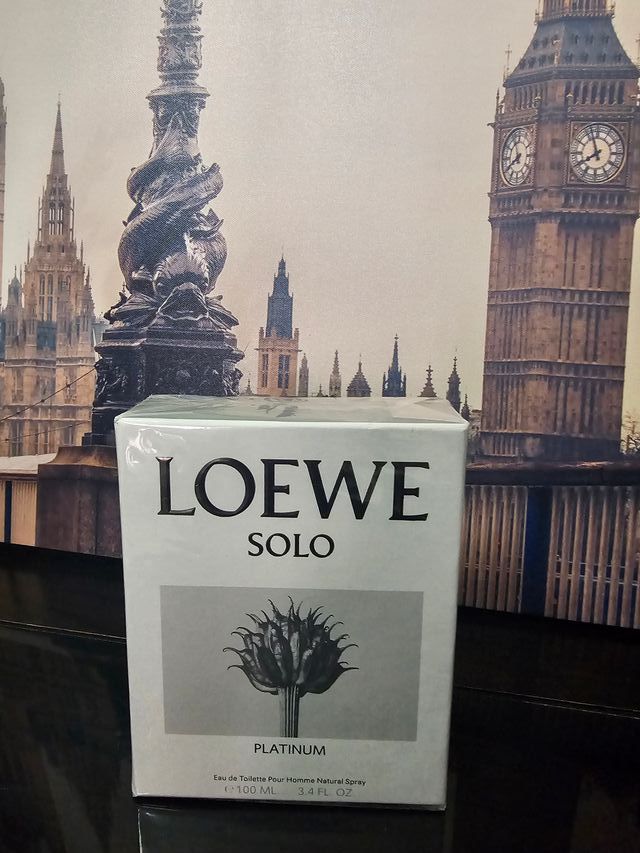 LOEWE
SOLO
PLATINUM
Eau de Toilette Pour Homme Natural Spray
℮100 ML 3.4 FL. OZ